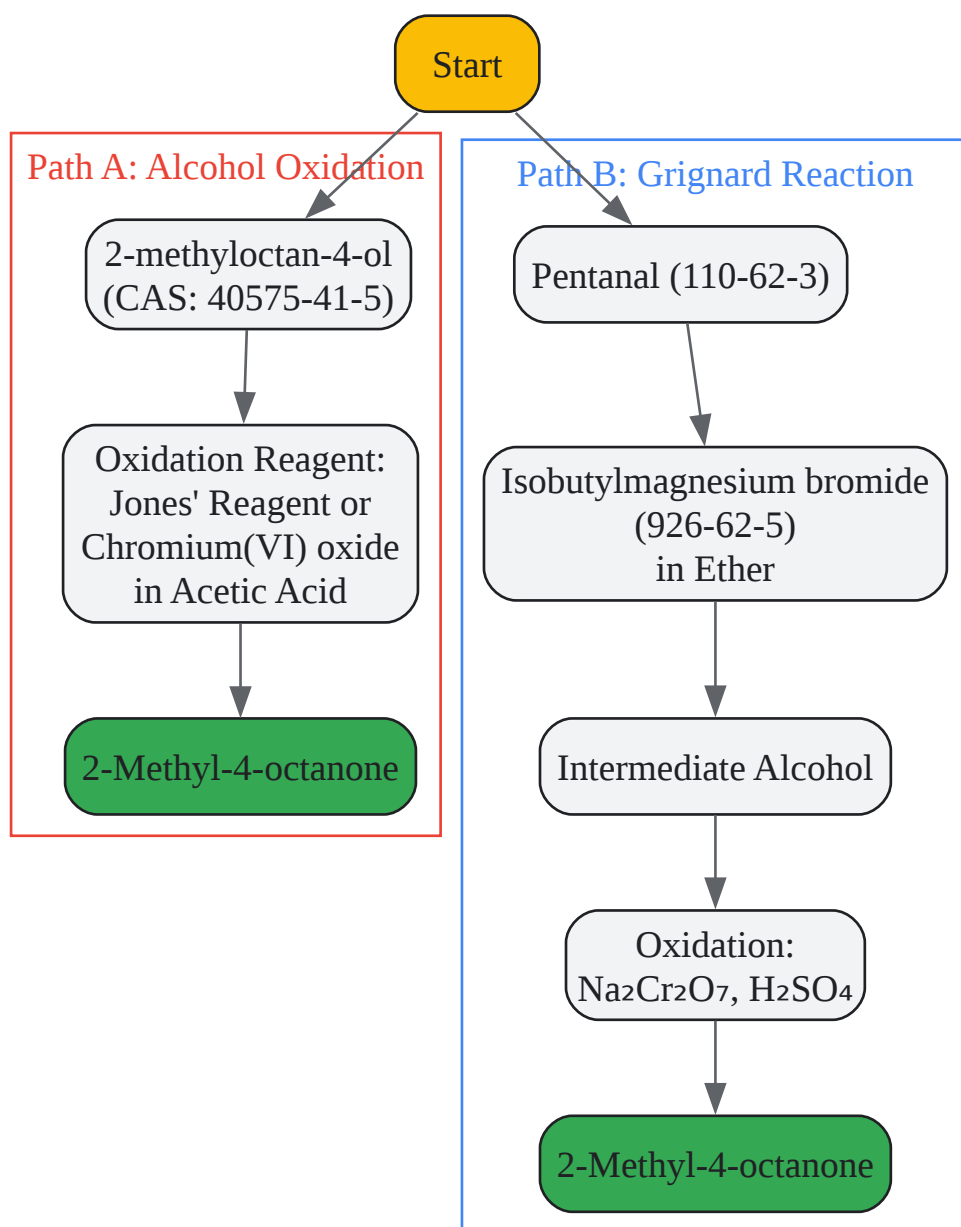 Start
Path A: Alcohol Oxidation
2-methyloctan-4-ol
(CAS: 40575-41-5)
Oxidation Reagent:
Jones' Reagent or
Chromium(VI) oxide
in Acetic Acid
2-Methyl-4-octanone
Path B: Grignard Reaction
Pentanal (110-62-3)
Isobutylmagnesium bromide
(926-62-5)
in Ether
Intermediate Alcohol
Oxidation:
Na₂Cr₂O₇, H₂SO₄
2-Methyl-4-octanone